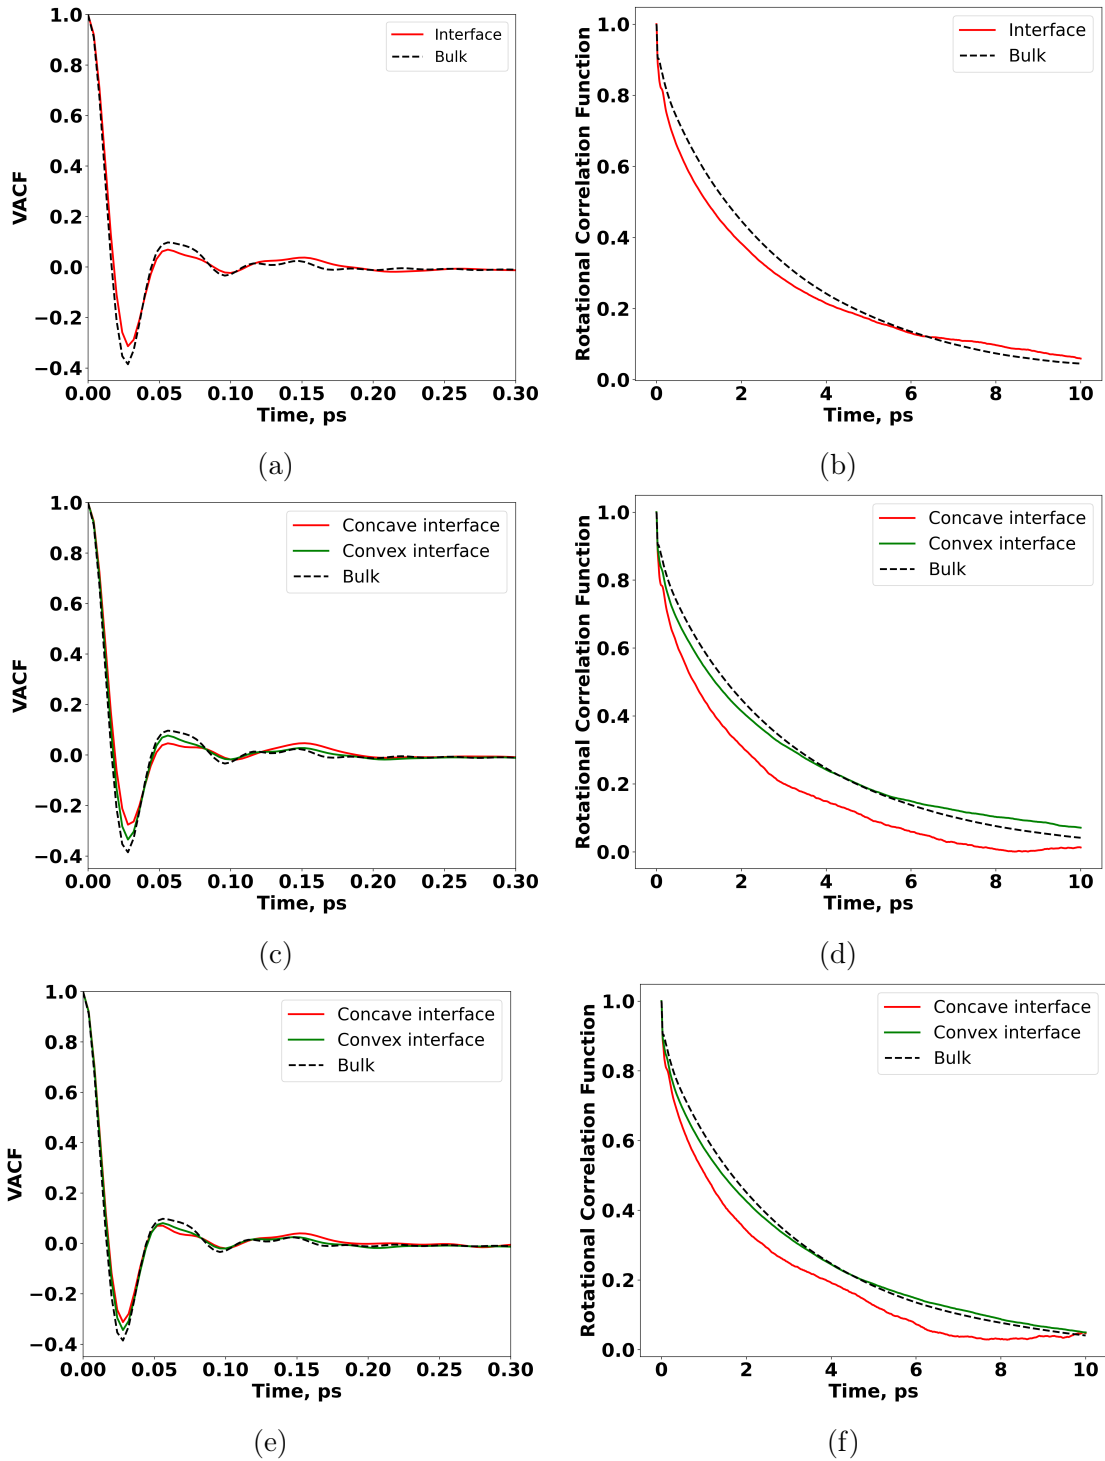 1.0
0.8
0.6
0.4
0.2
0.0
−0.2
−0.4
VACF
0.00 0.05 0.10 0.15 0.20 0.25 0.30
Time, ps
Interface
Bulk
(a)
1.0
0.8
0.6
0.4
0.2
0.0
Rotational Correlation Function
0 2 4 6 8 10
Time, ps
Interface
Bulk
(b)
1.0
0.8
0.6
0.4
0.2
0.0
−0.2
−0.4
VACF
0.00 0.05 0.10 0.15 0.20 0.25 0.30
Time, ps
Concave interface
Convex interface
Bulk
(c)
1.0
0.8
0.6
0.4
0.2
0.0
Rotational Correlation Function
0 2 4 6 8 10
Time, ps
Concave interface
Convex interface
Bulk
(d)
1.0
0.8
0.6
0.4
0.2
0.0
−0.2
−0.4
VACF
0.00 0.05 0.10 0.15 0.20 0.25 0.30
Time, ps
Concave interface
Convex interface
Bulk
(e)
1.0
0.8
0.6
0.4
0.2
0.0
Rotational Correlation Function
0 2 4 6 8 10
Time, ps
Concave interface
Convex interface
Bulk
(f)